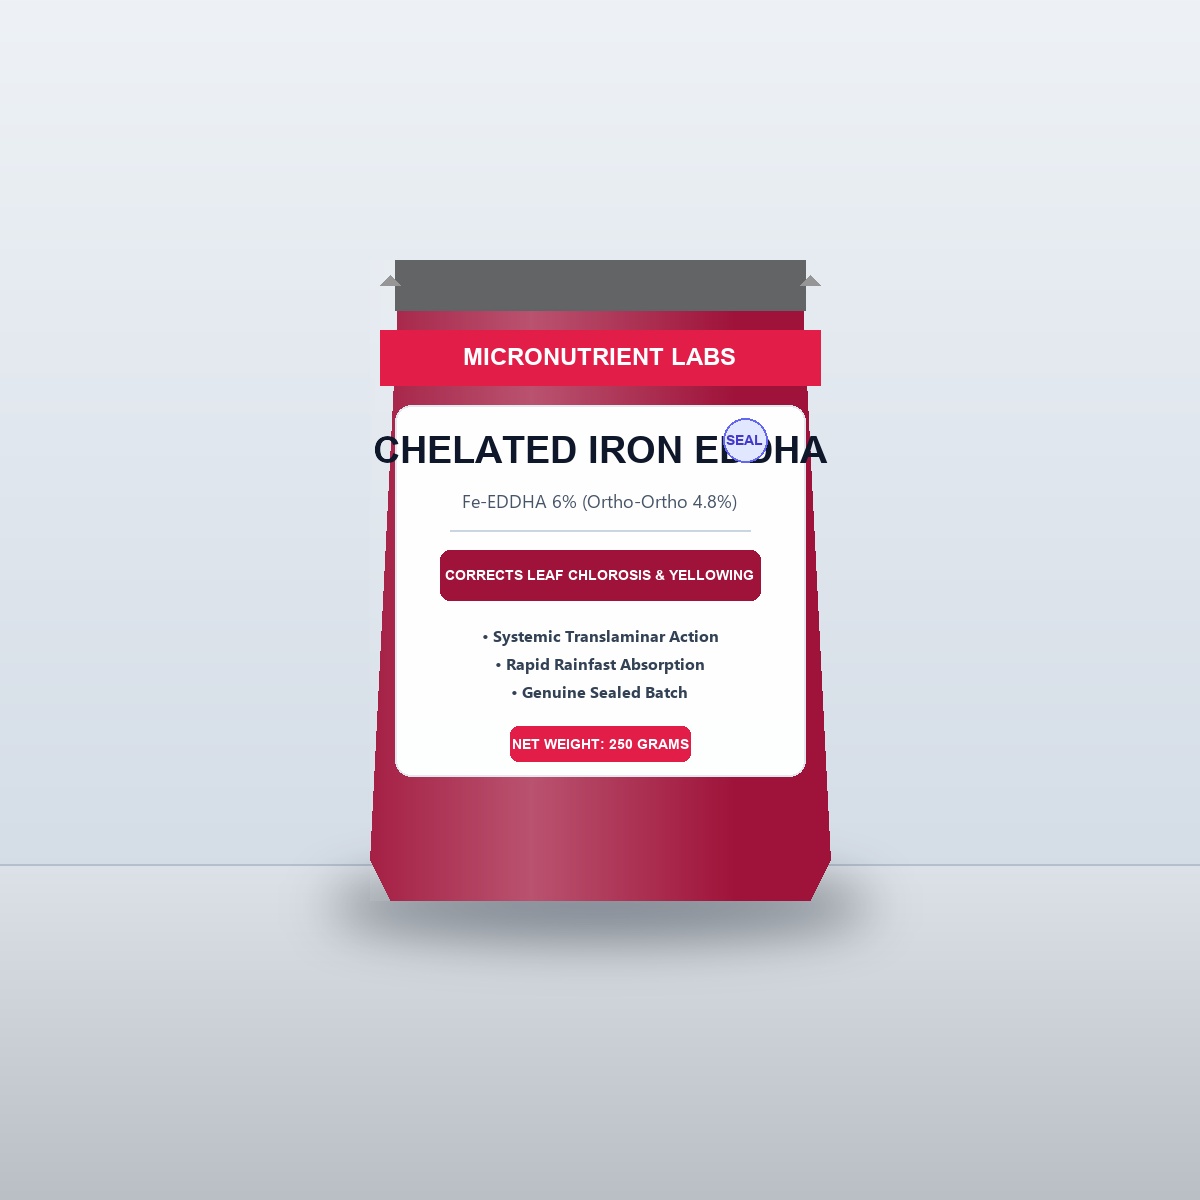 MICRONUTRIENT LABS
CHELATED IRON EDDHA
SEAL
Fe-EDDHA 6% (Ortho-Ortho 4.8%)
CORRECTS LEAF CHLOROSIS & YELLOWING
• Systemic Translaminar Action
• Rapid Rainfast Absorption
• Genuine Sealed Batch
NET WEIGHT: 250 GRAMS